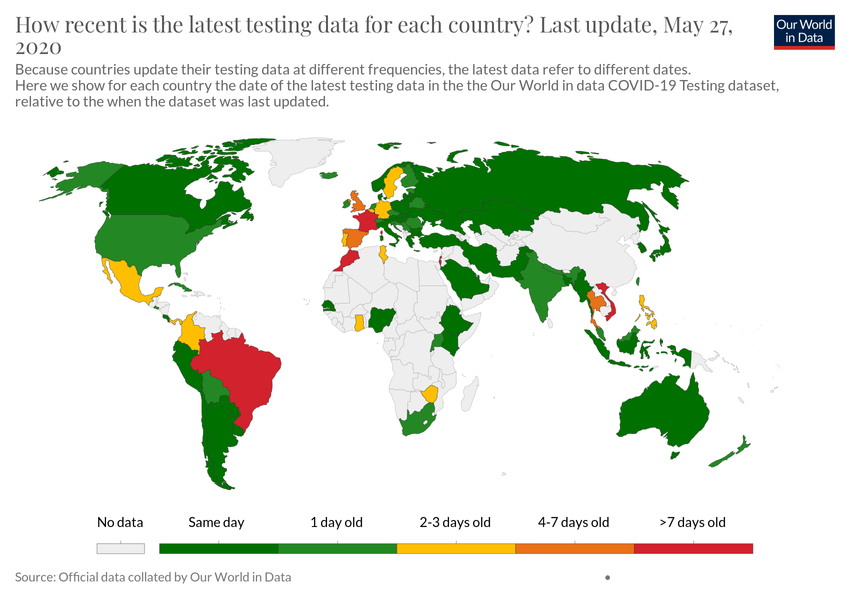 How recent is the latest testing data for each country? Last update, May 27,
2020
Our World
in Data
Because countries update their testing data at different frequencies, the latest data refer to different dates.
Here we show for each country the date of the latest testing data in the the Our World in data COVID-19 Testing dataset,
relative to the when the dataset was last updated.
No data
Same day
1 day old
2-3 days old
4-7 days old
>7 days old
Source: Official data collated by Our World in Data